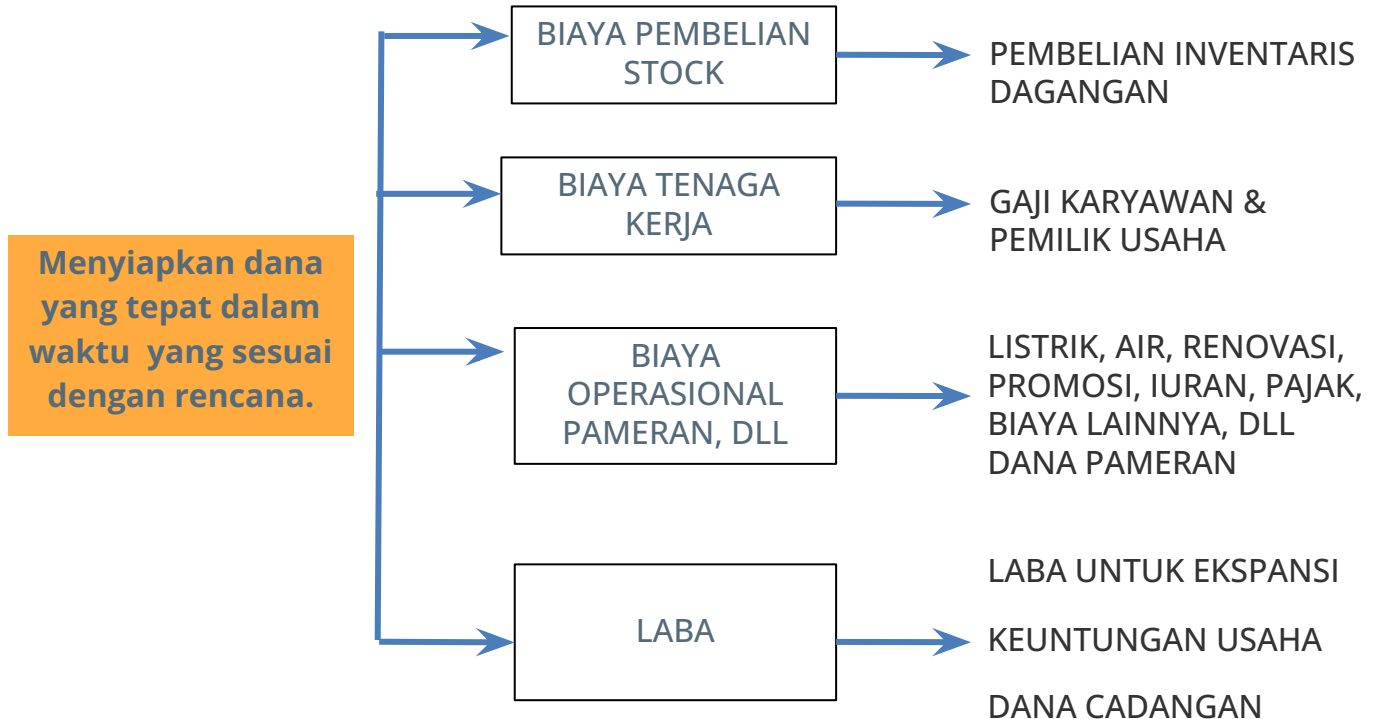 Menyiapkan dana
yang tepat dalam
waktu yang sesuai
dengan rencana.
BIAYA PEMBELIAN
STOCK
PEMBELIAN INVENTARIS
DAGANGAN
BIAYA TENAGA
KERJA
GAJI KARYAWAN &
PEMILIK USAHA
BIAYA
OPERASIONAL
PAMERAN, DLL
LISTRIK, AIR, RENOVASI,
PROMOSI, IURAN, PAJAK,
BIAYA LAINNYA, DLL
DANA PAMERAN
LABA
LABA UNTUK EKSPANSI
KEUNTUNGAN USAHA
DANA CADANGAN